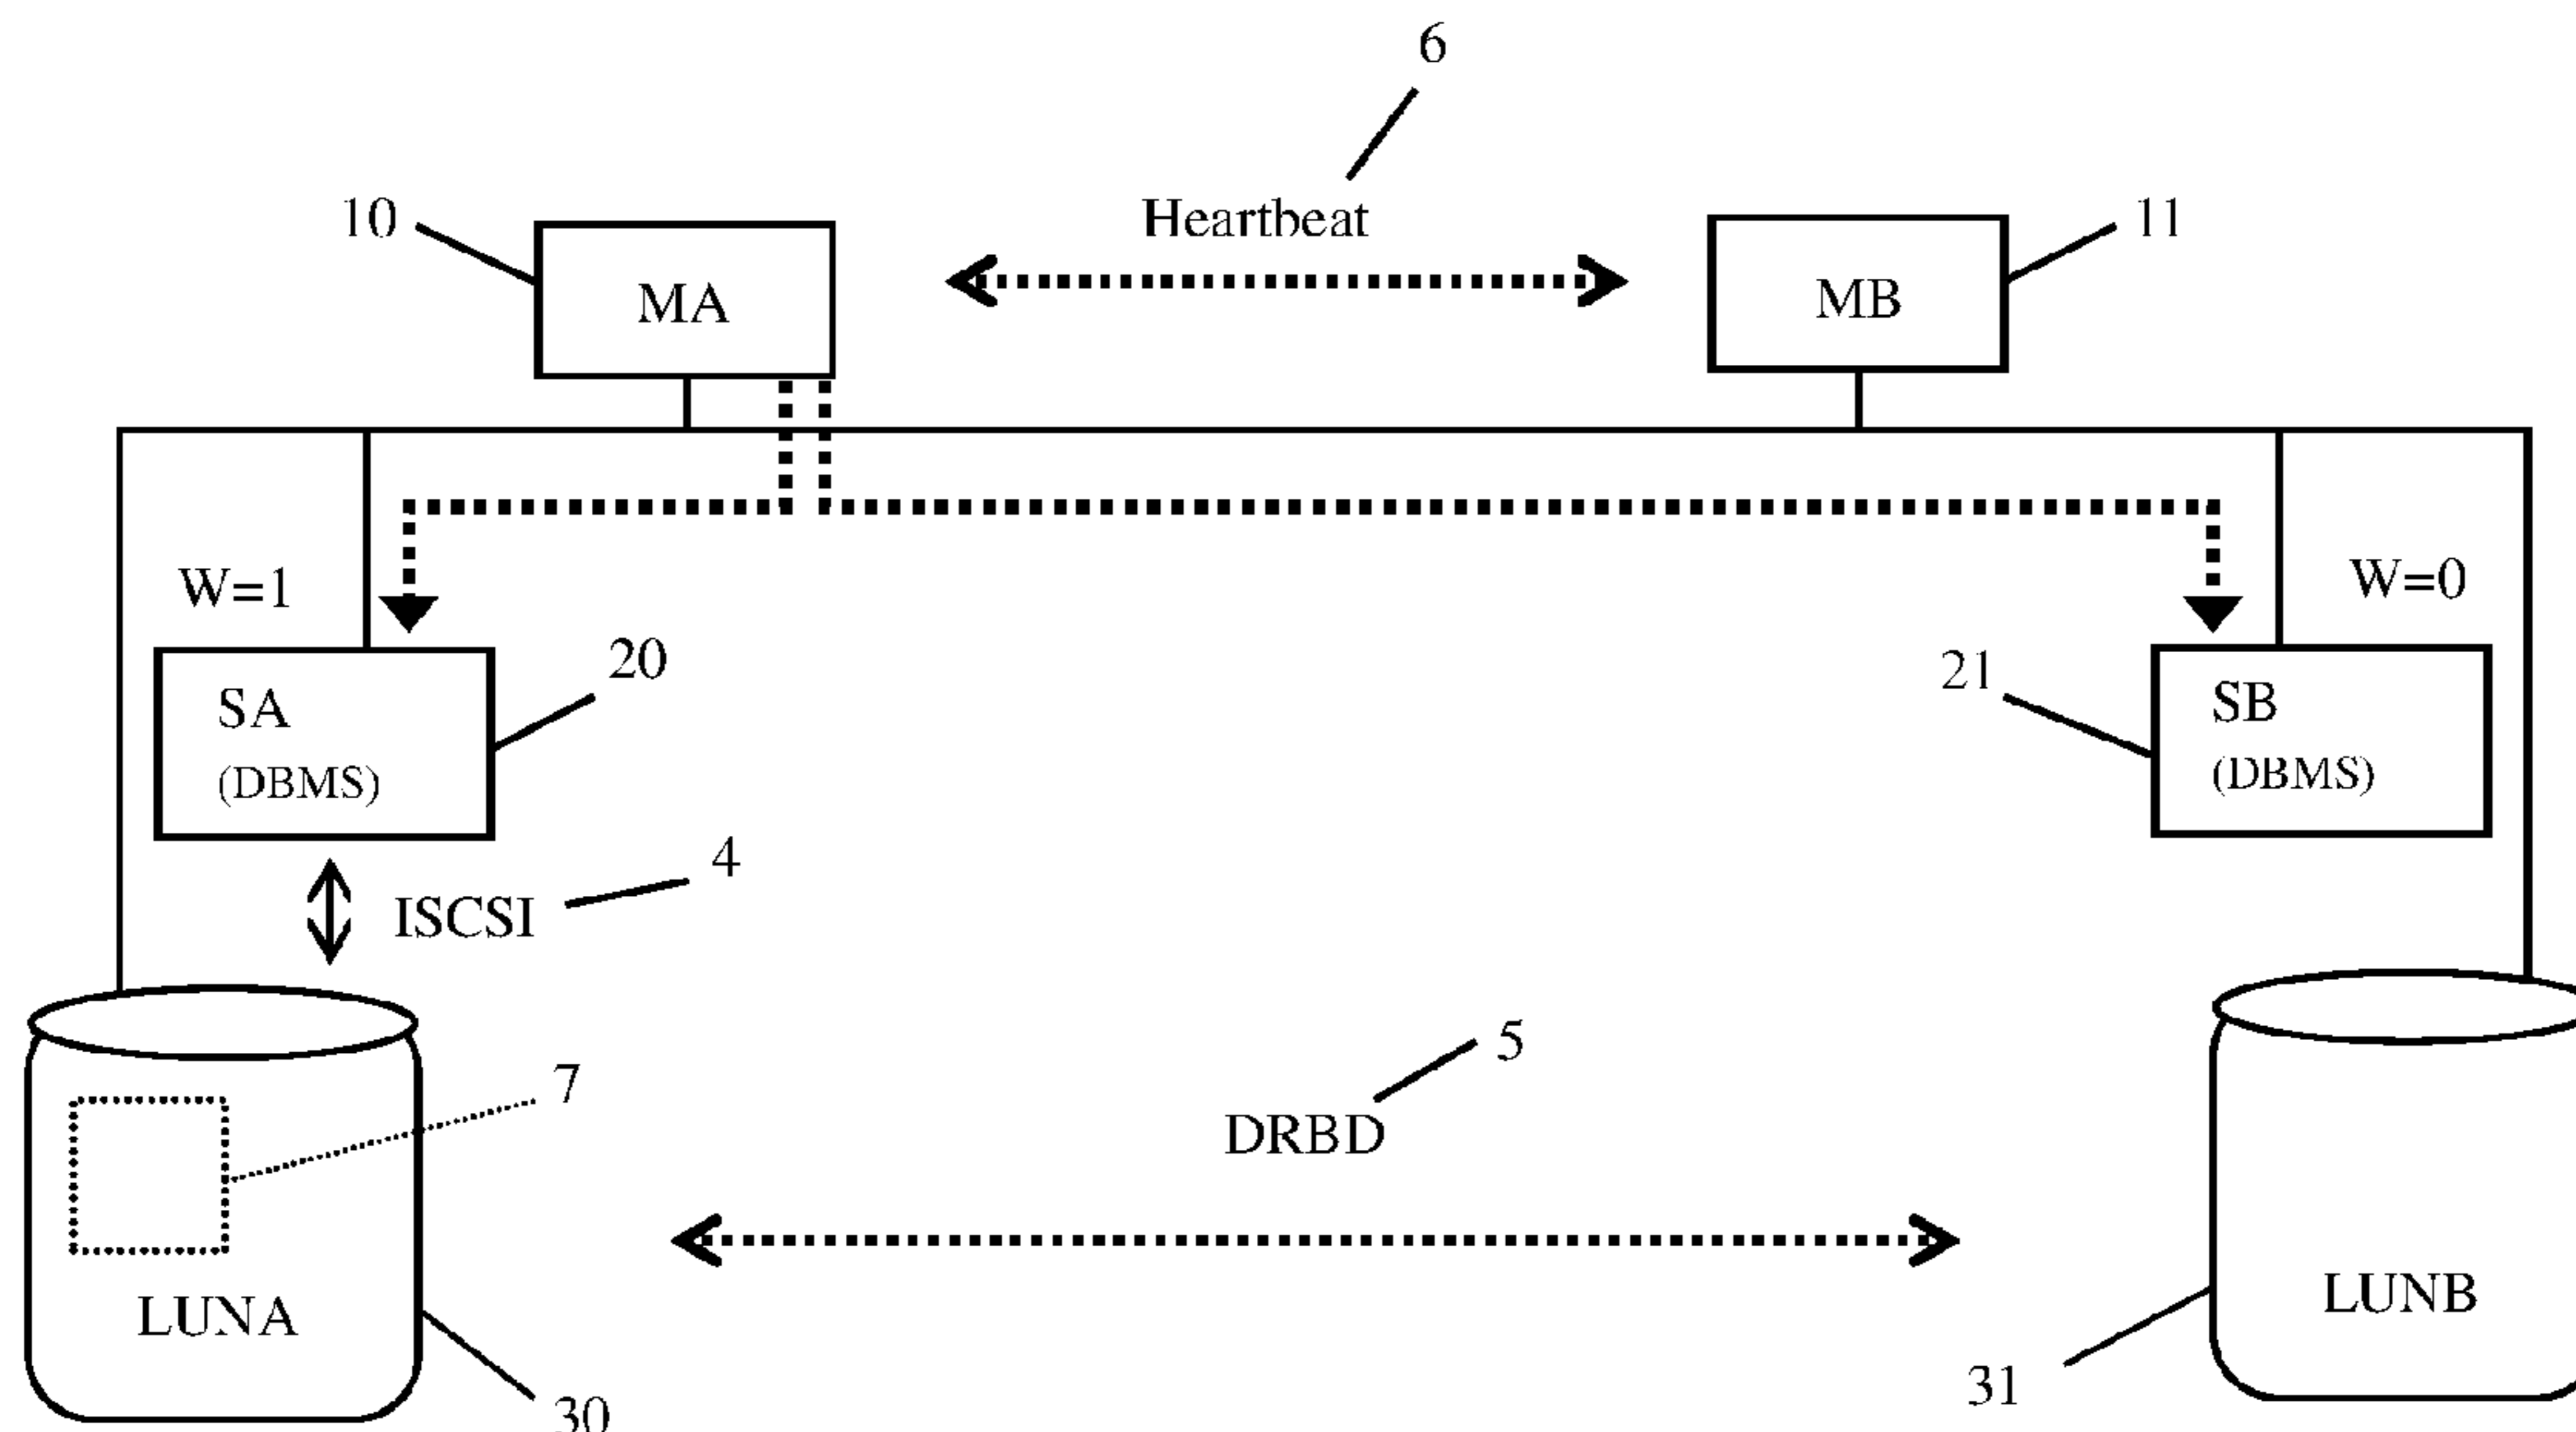 6
10
Heartbeat
11
MA
MB
W=1
W=0
20
21
SA
(DBMS)
SB
(DBMS)
4
ISCSI
5
7
DRBD
LUNA
LUNB
30
31